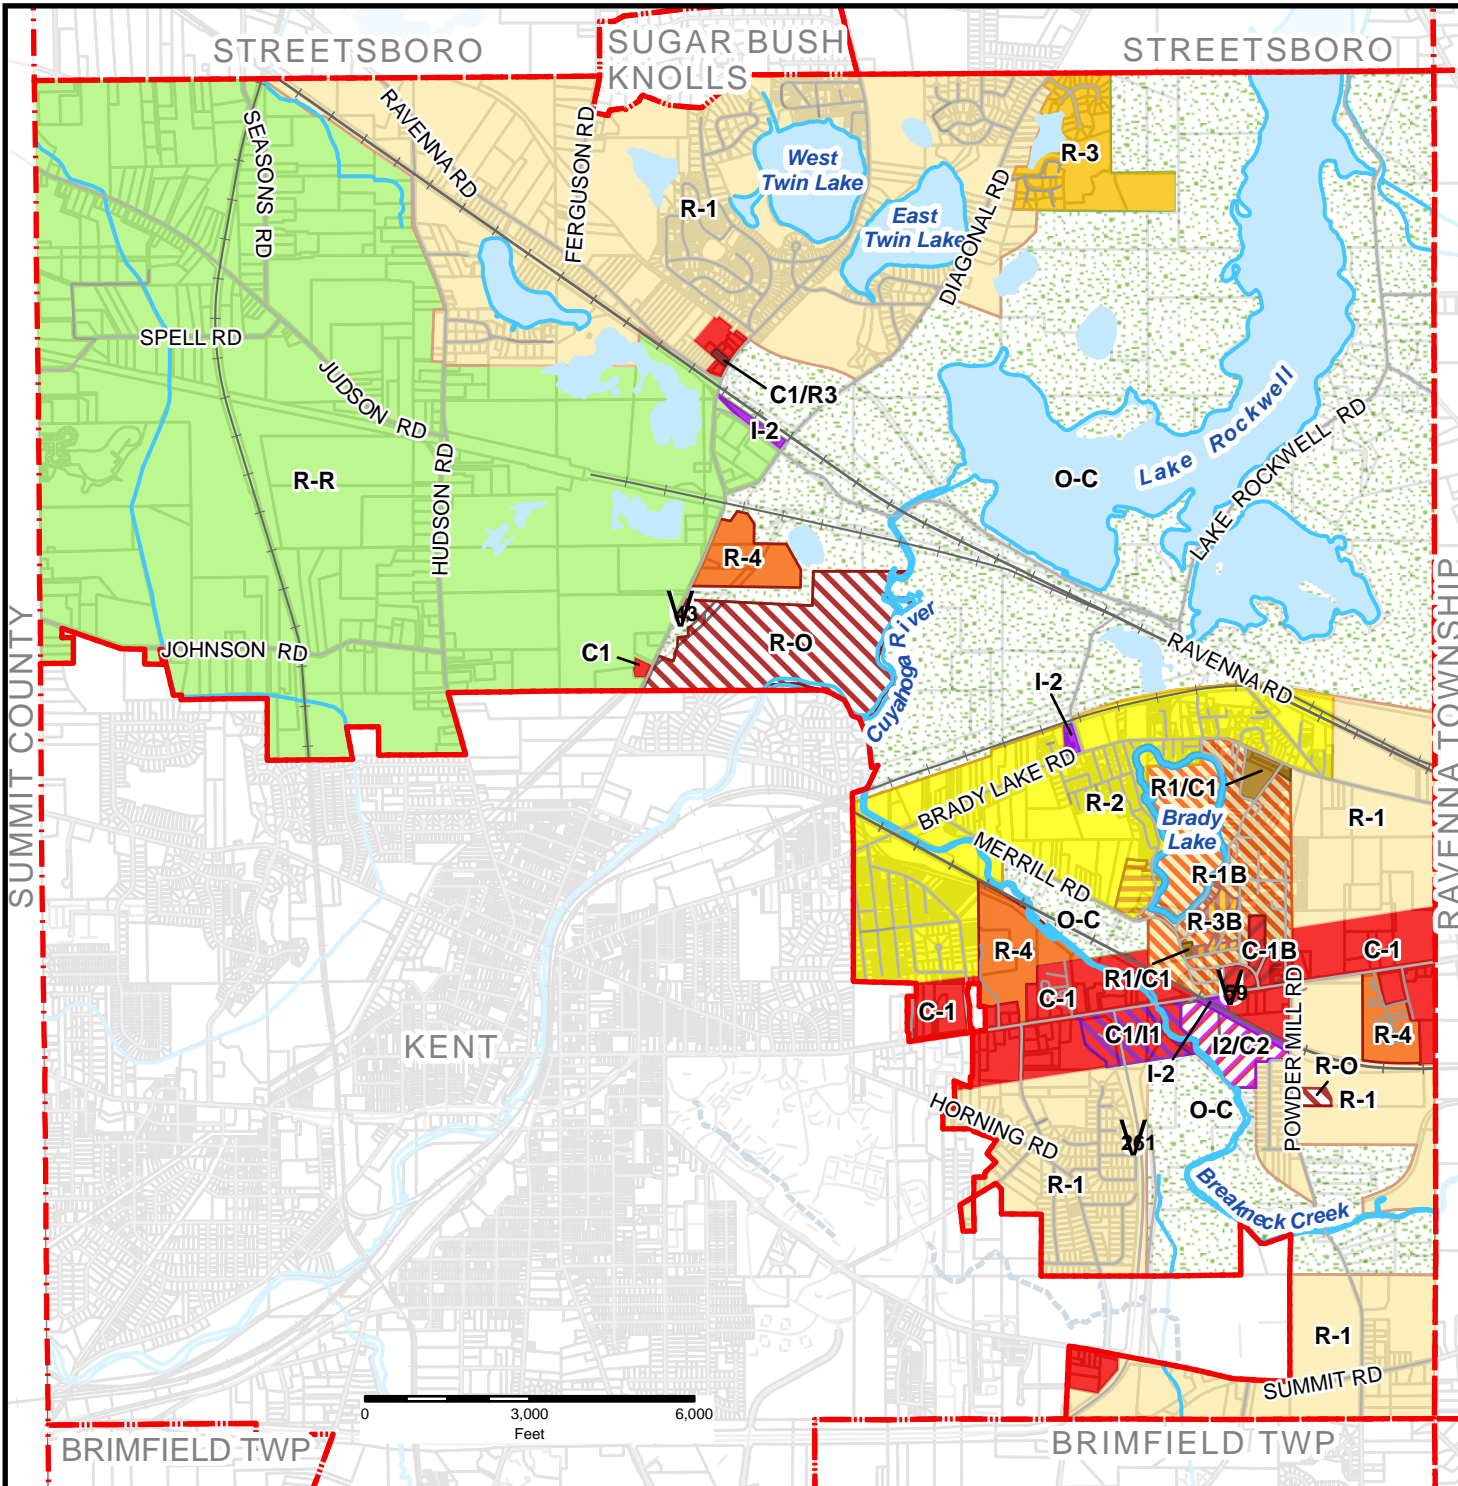 STREETSBORO
SUGAR BUSH
KNOLLS
STREETSBORO
SEASONS RD
RAVENNA RD
FERGUSON RD
West
Twin Lake
R-3
R-1
East
Twin Lake
DIAGONAL RD
SPELL RD
JUDSON RD
C1/R3
I-2
HUDSON RD
R-R
O-C
Lake Rockwell
LAKE ROCKWELL RD
R-4
43
R-O
C1
JOHNSON RD
Cuyahoga River
RAVENNA RD
SUMMIT COUNTY
RAVENNA TOWNSHIP
I-2
BRADY LAKE RD
R-2
R1/C1
Brady
Lake
R-1
MERRILL RD
R-1B
O-C
R-3B
R-4
C-1B
C-1
R1/C1
C-1
C-1
59
C1/I1
I2/C2
R-4
KENT
I-2
R-O
R-1
POWDER MILL RD
O-C
HORNING RD
261
R-1
Breakneck Creek
R-1
SUMMIT RD
0
3,000
6,000
Feet
BRIMFIELD TWP
BRIMFIELD TWP